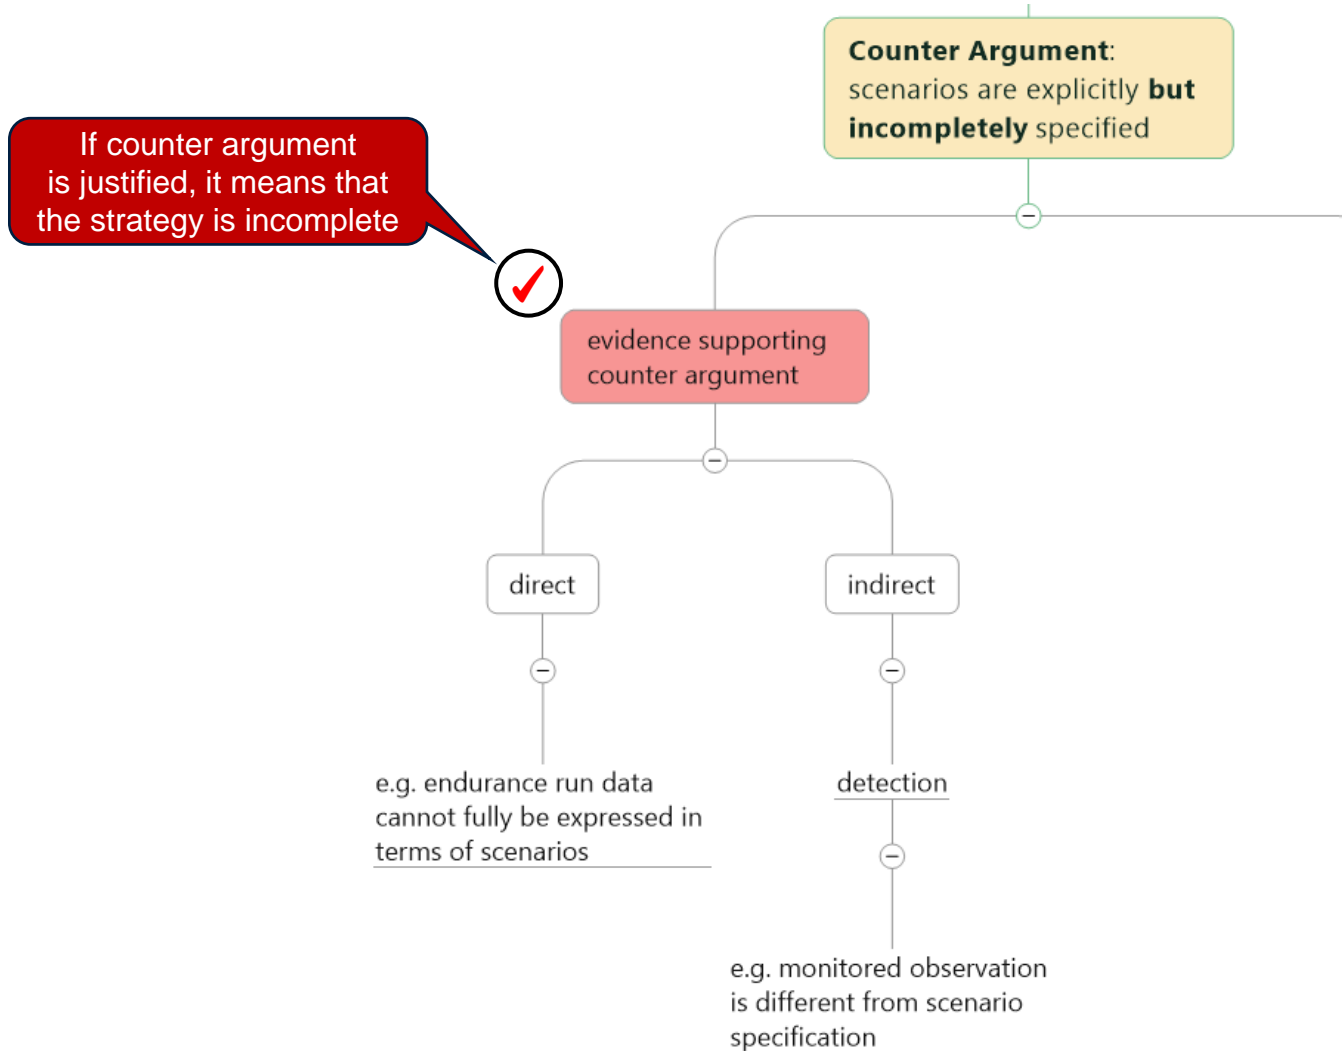 Counter Argument:
scenarios are explicitly but
incompletely specified
If counter argument
is justified, it means that
the strategy is incomplete
evidence supporting
counter argument
direct
indirect
e.g. endurance run data
cannot fully be expressed in
terms of scenarios
detection
e.g. monitored observation
is different from scenario
specification